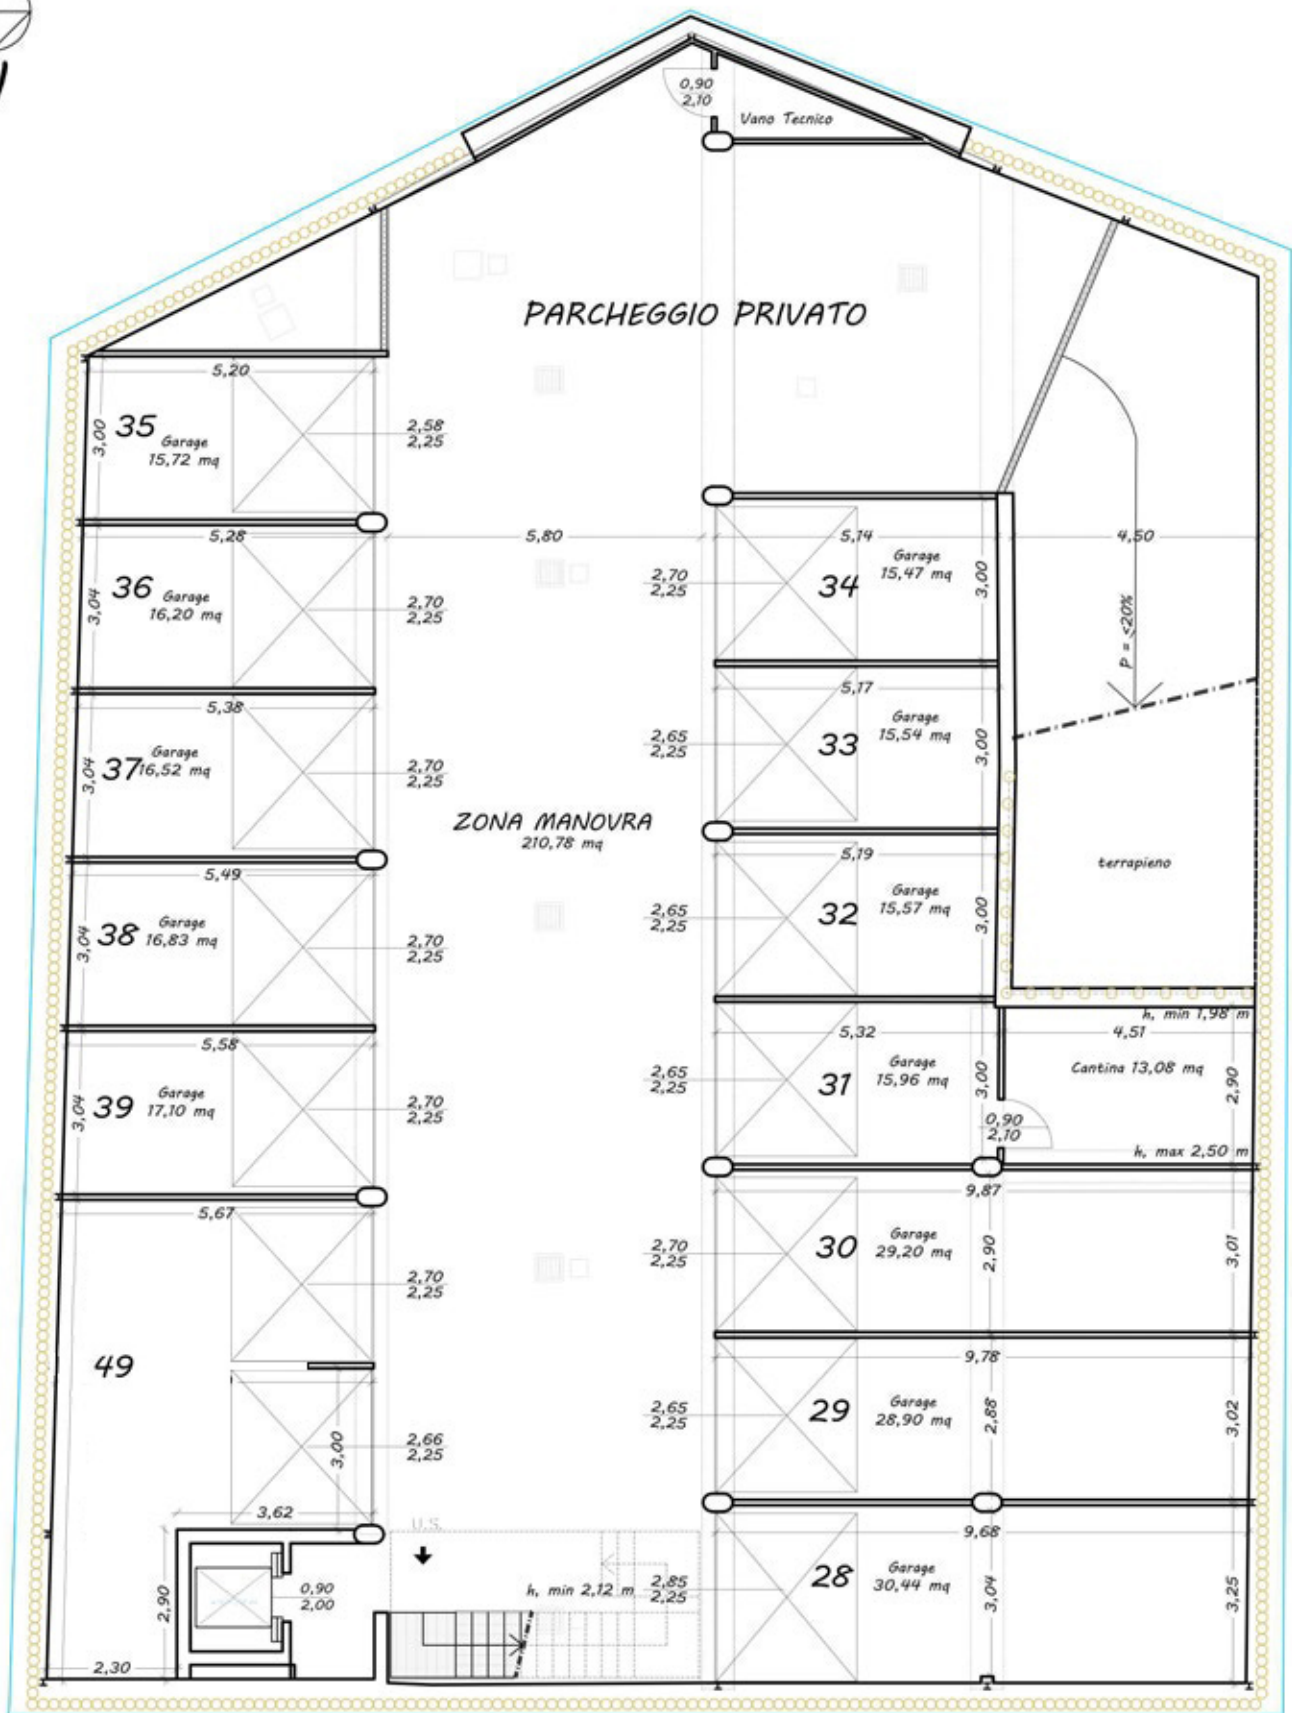 0,90
2,10
Vano Tecnico
PARCHEGGIO PRIVATO
5,20
35
Garage
15,72 mq
3,00
2,58
2,25
5,28
5,80
5,14
4,50
36
Garage
16,20 mq
3,04
2,70
2,25
2,70
2,25
34
Garage
15,47 mq
3,00
P = <20%
5,38
5,17
37
Garage
16,52 mq
3,04
2,70
2,25
2,65
2,25
33
Garage
15,54 mq
3,00
ZONA MANOVRA
210,78 mq
5,49
5,19
terrapieno
38
Garage
16,83 mq
3,04
2,70
2,25
2,65
2,25
32
Garage
15,57 mq
3,00
h, min 1,98 m
5,58
5,32
4,51
39
Garage
17,10 mq
3,04
2,70
2,25
2,65
2,25
31
Garage
15,96 mq
3,00
Cantina 13,08 mq
2,90
0,90
2,10
h, max 2,50 m
5,67
9,87
2,70
2,25
2,70
2,25
30
Garage
29,20 mq
2,90
3,01
49
9,78
2,65
2,25
29
Garage
28,90 mq
2,88
3,02
3,00
2,66
2,25
3,62
U.S.
9,68
2,90
0,90
2,00
h, min 2,12 m
2,85
2,25
28
Garage
30,44 mq
3,04
3,25
2,30